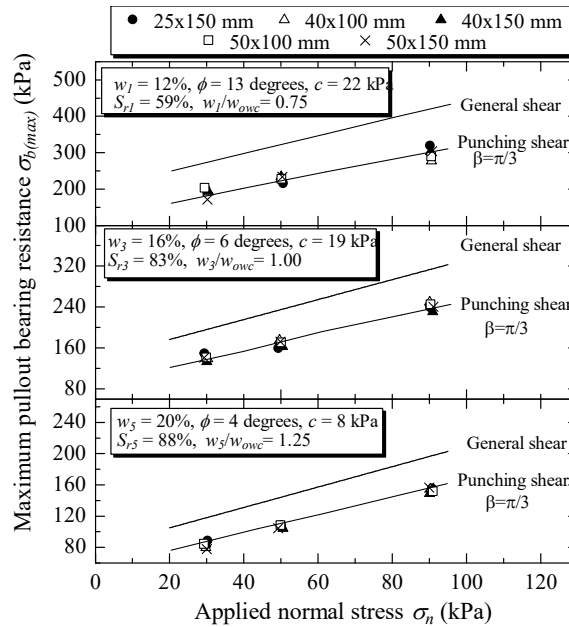 25x150 mm 40x100 mm 40x150 mm
50x100 mm 50x150 mm
Maximum pullout bearing resistance σb(max) (kPa)
500
400
300
200
100
w1 = 12%, ϕ = 13 degrees, c = 22 kPa
Sr1 = 59%, w1/wowc = 0.75
General shear
Punching shear
β=π/3
320
240
160
80
w3 = 16%, ϕ = 6 degrees, c = 19 kPa
Sr3 = 83%, w3/wowc = 1.00
General shear
Punching shear
β=π/3
240
200
160
120
80
w5 = 20%, ϕ = 4 degrees, c = 8 kPa
Sr5 = 88%, w5/wowc = 1.25
General shear
Punching shear
β=π/3
0 20 40 60 80 100 120
Applied normal stress σn (kPa)